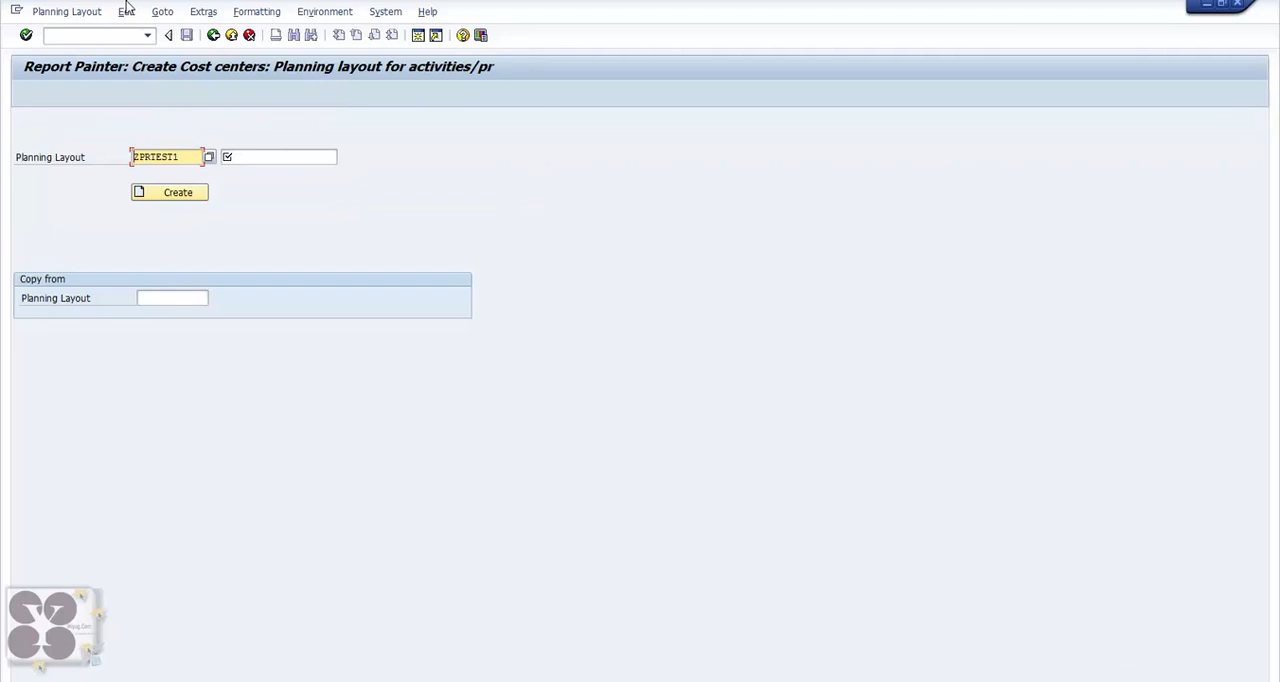 Planning Layout Edit Goto Extras Formatting Environment System Help
Report Painter: Create Cost centers: Planning layout for activities/pr
Planning Layout ZPRTEST1
Create
Copy from
Planning Layout